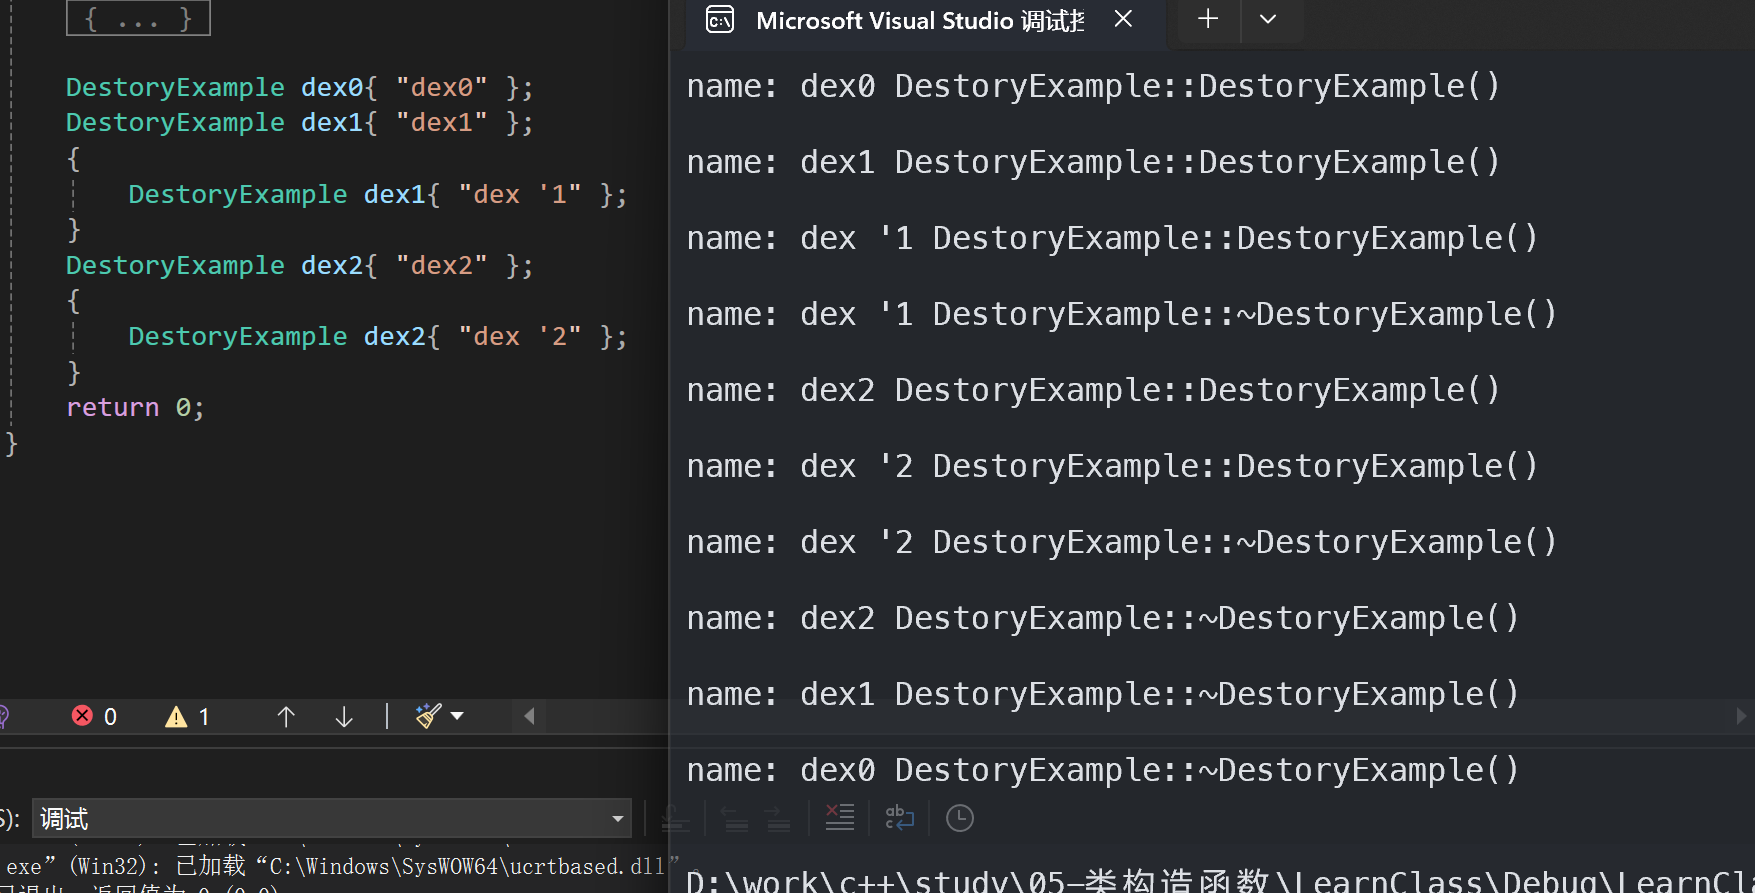 { ... }
DestoryExample dex0{ "dex0" };
DestoryExample dex1{ "dex1" };
{
DestoryExample dex1{ "dex '1" };
}
DestoryExample dex2{ "dex2" };
{
DestoryExample dex2{ "dex '2" };
}
return 0;
}
0 1
S): 调试
exe” (Win32): 已加载 “C:\Windows\SysWOW64\ucrtbased.dll”
Microsoft Visual Studio 调试
name: dex0 DestoryExample::DestoryExample()
name: dex1 DestoryExample::DestoryExample()
name: dex '1 DestoryExample::DestoryExample()
name: dex '1 DestoryExample::~DestoryExample()
name: dex2 DestoryExample::DestoryExample()
name: dex '2 DestoryExample::DestoryExample()
name: dex '2 DestoryExample::~DestoryExample()
name: dex2 DestoryExample::~DestoryExample()
name: dex1 DestoryExample::~DestoryExample()
name: dex0 DestoryExample::~DestoryExample()
D:\work\c++\study\05-类构造函数\LearnClass\Debug\LearnCl